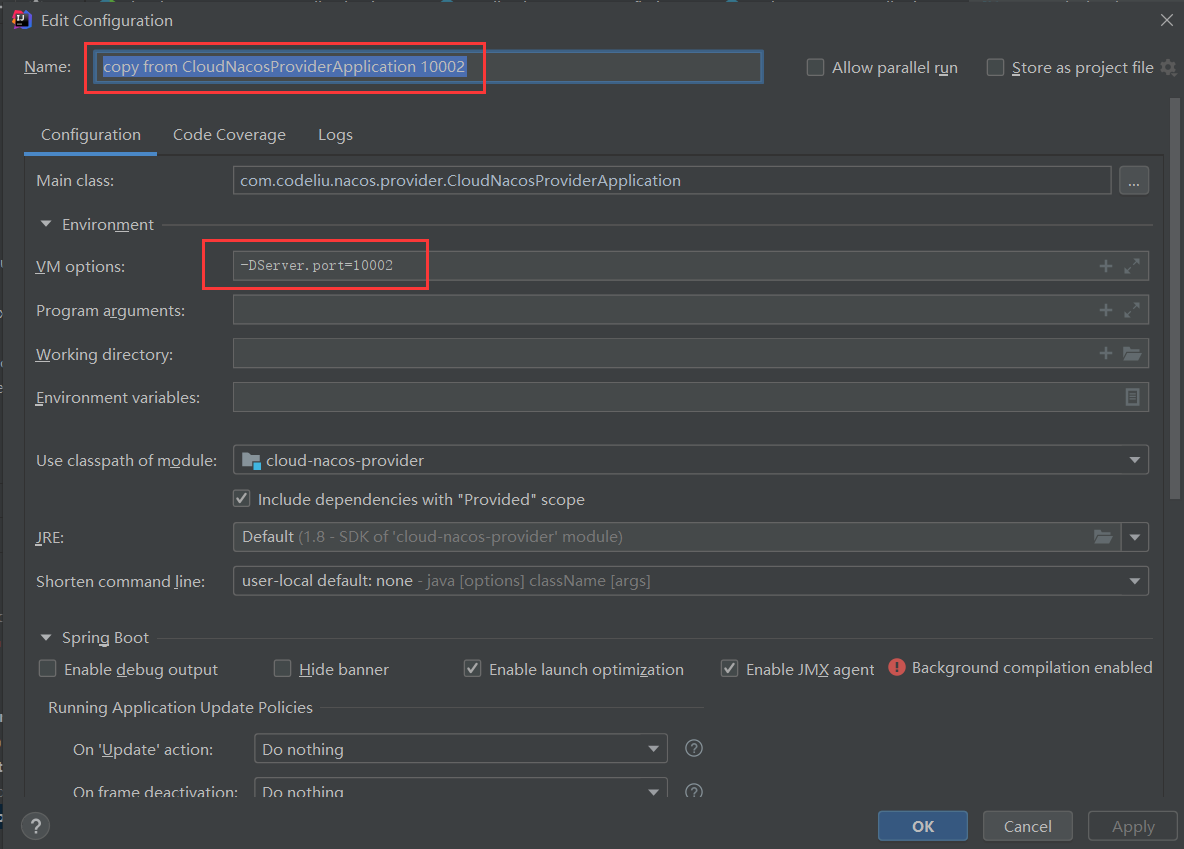 Edit Configuration
Name: copy from CloudNacosProviderApplication 10002 Allow parallel run Store as project file
Configuration Code Coverage Logs
Main class: com.codeliu.nacos.provider.CloudNacosProviderApplication ...
Environment
VM options: -DServer.port=10002
Program arguments:
Working directory:
Environment variables:
Use classpath of module: cloud-nacos-provider
Include dependencies with "Provided" scope
JRE: Default (1.8 - SDK of 'cloud-nacos-provider' module)
Shorten command line: user-local default: none - java [options] className [args]
Spring Boot
Enable debug output Hide banner Enable launch optimization Enable JMX agent Background compilation enabled
Running Application Update Policies
On 'Update' action: Do nothing
On frame deactivation: Do nothing
OK Cancel Apply